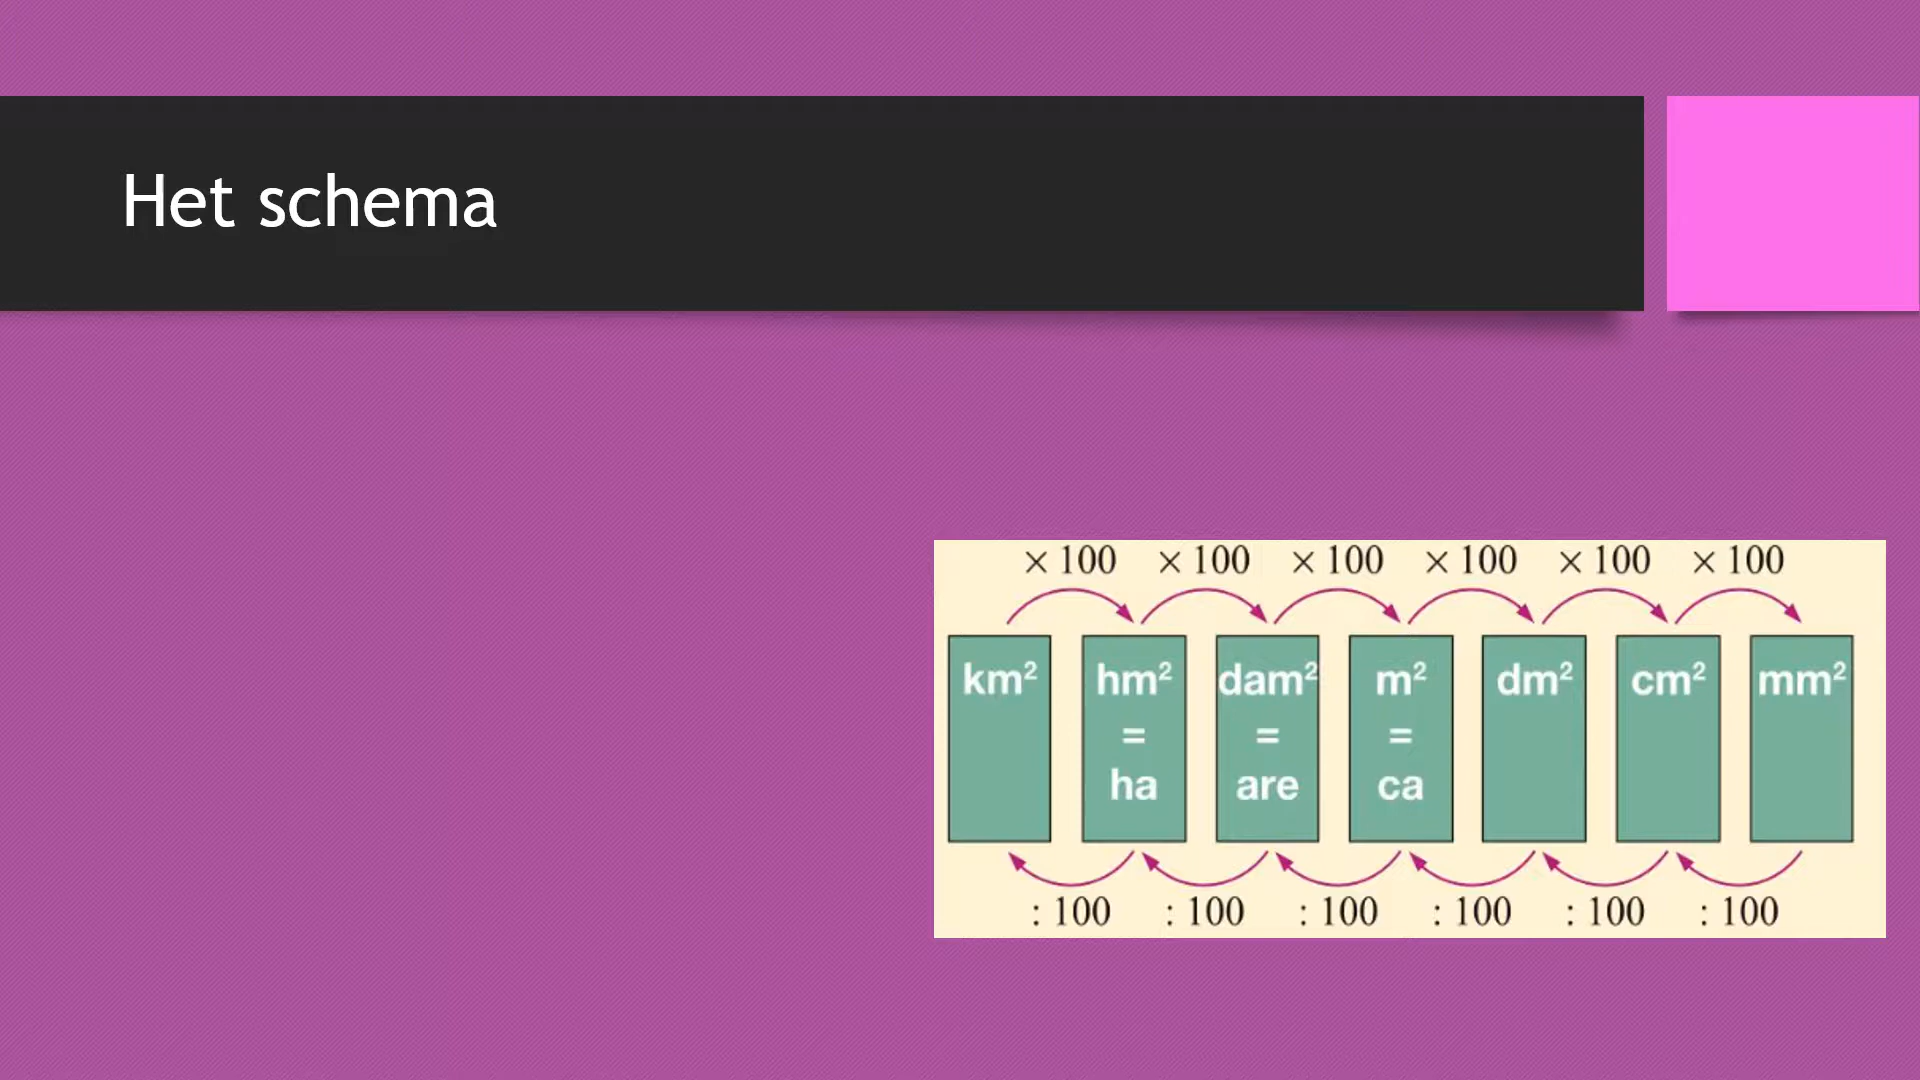 Het schema
× 100 × 100 × 100 × 100 × 100 × 100
km² hm² dam² m² dm² cm² mm²
= = =
ha are ca
: 100 : 100 : 100 : 100 : 100 : 100